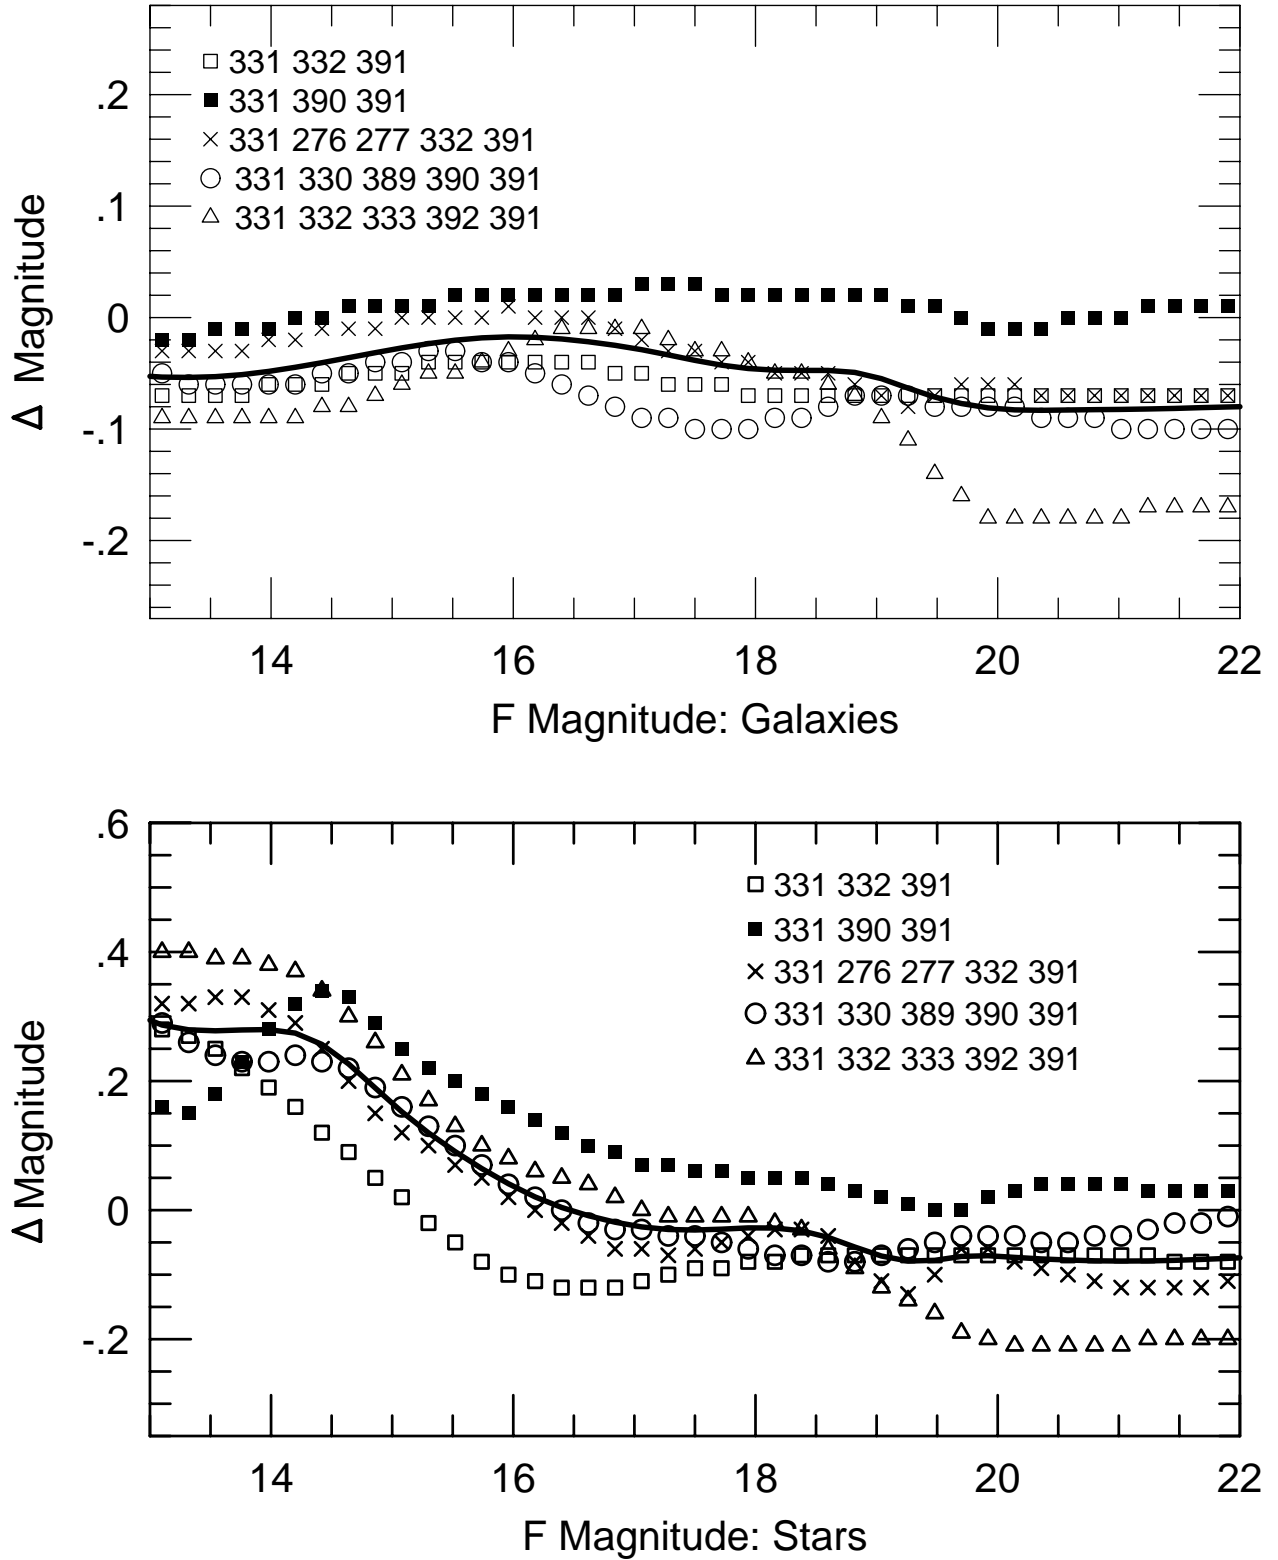 331 332 391
331 390 391
331 276 277 332 391
331 330 389 390 391
331 332 333 392 391
.2
.1
0
-.1
-.2
Δ Magnitude
14 16 18 20 22
F Magnitude: Galaxies
331 332 391
331 390 391
331 276 277 332 391
331 330 389 390 391
331 332 333 392 391
.6
.4
.2
0
-.2
Δ Magnitude
14 16 18 20 22
F Magnitude: Stars